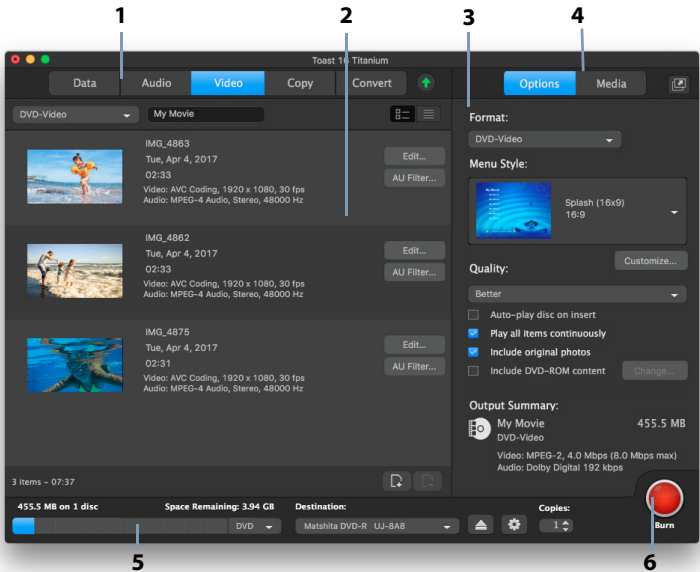 1 2 3 4
Toast 16 Titanium
Data Audio Video Copy Convert
Options Media
DVD-Video My Movie
IMG_4863
Tue, Apr 4, 2017
02:33
Video: AVC Coding, 1920 x 1080, 30 fps
Audio: MPEG-4 Audio, Stereo, 48000 Hz
Edit...
AU Filter...
IMG_4862
Tue, Apr 4, 2017
02:33
Video: AVC Coding, 1920 x 1080, 30 fps
Audio: MPEG-4 Audio, Stereo, 48000 Hz
Edit...
AU Filter...
IMG_4875
Tue, Apr 4, 2017
02:31
Video: AVC Coding, 1920 x 1080, 30 fps
Audio: MPEG-4 Audio, Stereo, 48000 Hz
Edit...
AU Filter...
3 items - 07:37
Format:
DVD-Video
Menu Style:
Splash (16x9)
16:9
Customize...
Quality:
Better
Auto-play disc on insert
Play all items continuously
Include original photos
Include DVD-ROM content Change...
Output Summary:
My Movie 455.5 MB
DVD-Video
Video: MPEG-2, 4.0 Mbps (8.0 Mbps max)
Audio: Dolby Digital 192 kbps
455.5 MB on 1 disc Space Remaining: 3.94 GB
DVD
Destination:
Matshita DVD-R UJ-8A8
Copies:
1
Burn
5 6